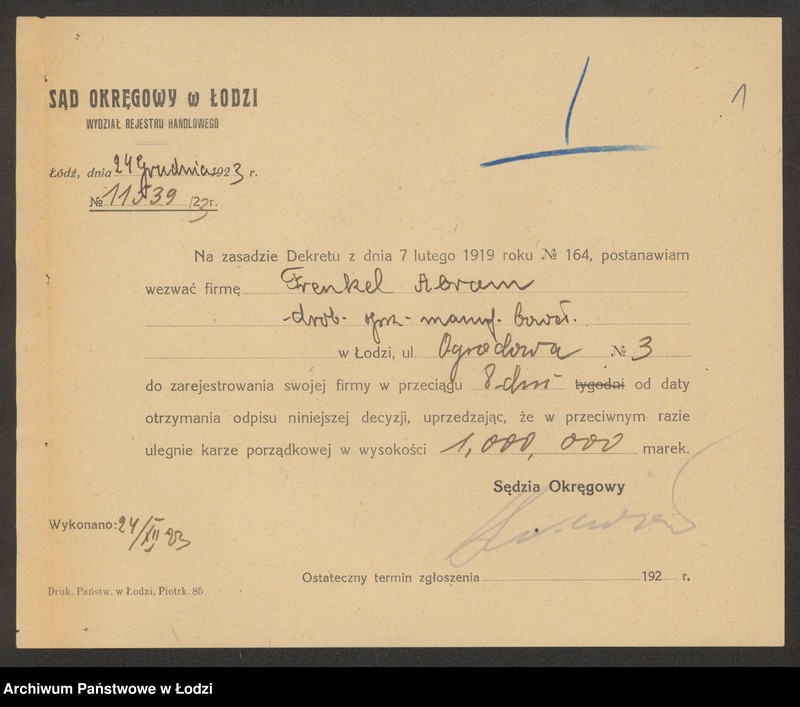 1
SĄD OKRĘGOWY w ŁODZI
WYDZIAŁ REJESTRU HANDLOWEGO
Łódź, dnia 24 Grudnia 1923 r.
№ 11539 /23 r.
Na zasadzie Dekretu z dnia 7 lutego 1919 roku № 164, postanawiam
wezwać firmę Frenkel Abram
drob. sprz. manuf. baweł.
w Łodzi, ul. Ogrodowa № 3
do zarejestrowania swojej firmy w przeciągu 8 dni tygodni od daty
otrzymania odpisu niniejszej decyzji, uprzedzając, że w przeciwnym razie
ulegnie karze porządkowej w wysokości 1,000,000 marek.
Sędzia Okręgowy
Wykonano: 24/XII 23
Ostateczny termin zgłoszenia 192 r.
Druk. Państw. w Łodzi, Piotrk. 85
Archiwum Państwowe w Łodzi